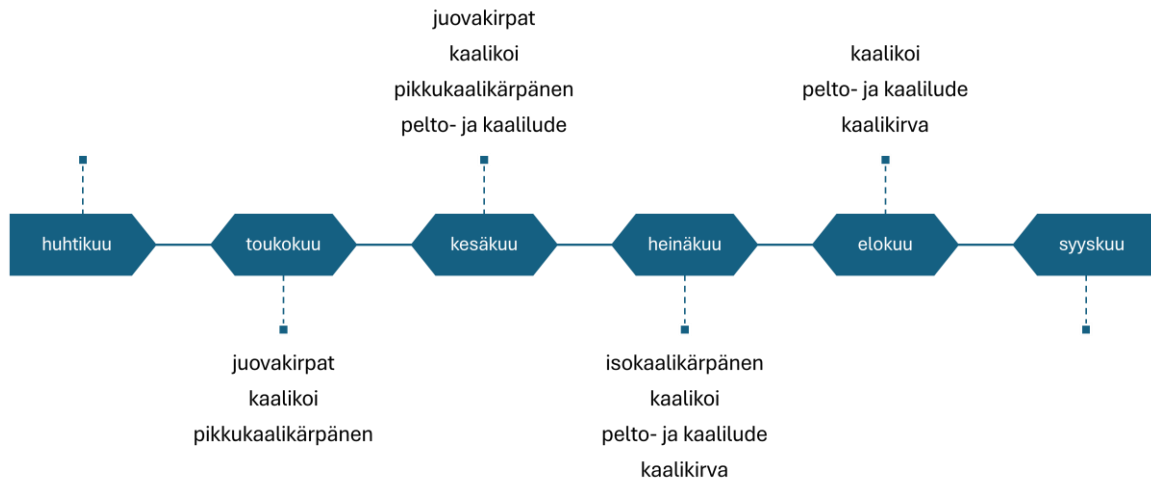 juovakirpat
kaalikoi
pikkukaalikärpänen
pelto- ja kaalilude
kaalikoi
pelto- ja kaalilude
kaalikirva
huhtikuu
toukokuu
kesäkuu
heinäkuu
elokuu
syyskuu
juovakirpat
kaalikoi
pikkukaalikärpänen
isokaalikärpänen
kaalikoi
pelto- ja kaalilude
kaalikirva